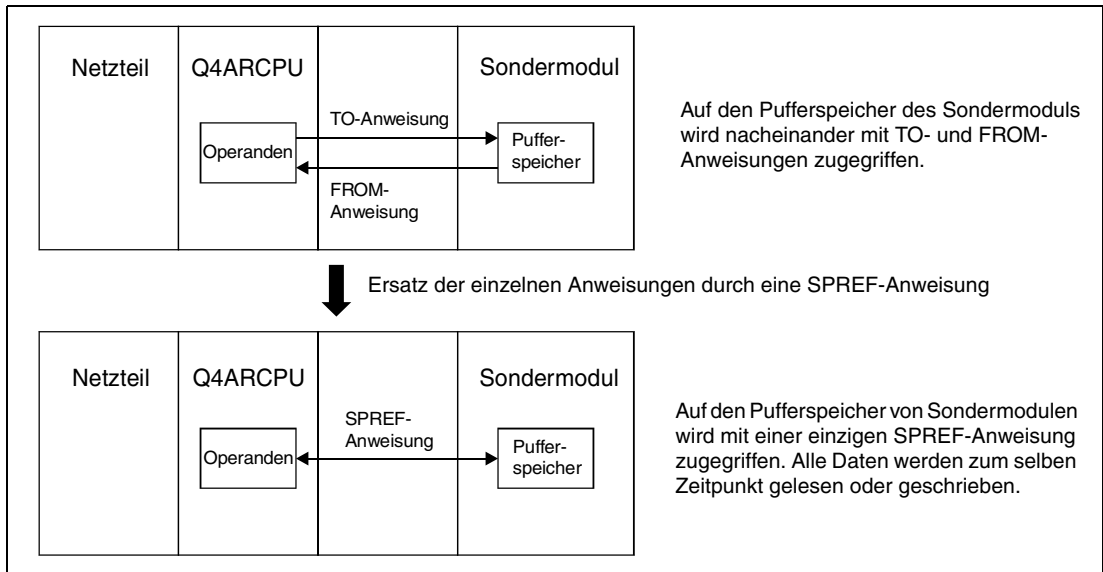 Netzteil
Q4ARCPU
Sondermodul
TO-Anweisung
Operanden
Puffer-
speicher
FROM-
Anweisung
Auf den Pufferspeicher des Sondermoduls
wird nacheinander mit TO- und FROM-
Anweisungen zugegriffen.
Ersatz der einzelnen Anweisungen durch eine SPREF-Anweisung
Netzteil
Q4ARCPU
Sondermodul
SPREF-
Anweisung
Operanden
Puffer-
speicher
Auf den Pufferspeicher von Sondermodulen
wird mit einer einzigen SPREF-Anweisung
zugegriffen. Alle Daten werden zum selben
Zeitpunkt gelesen oder geschrieben.